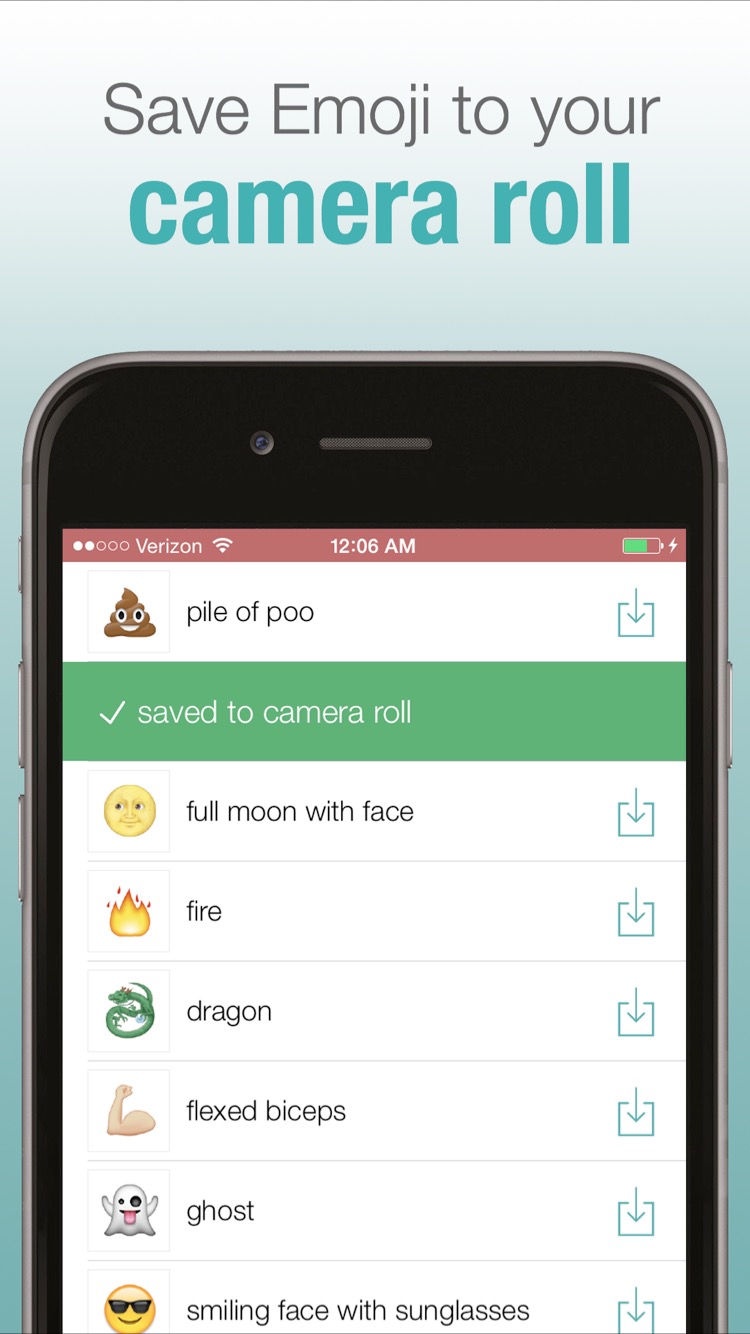 Save Emoji to your
camera roll
Verizon 12:06 AM
pile of poo
saved to camera roll
full moon with face
fire
dragon
flexed biceps
ghost
smiling face with sunglasses